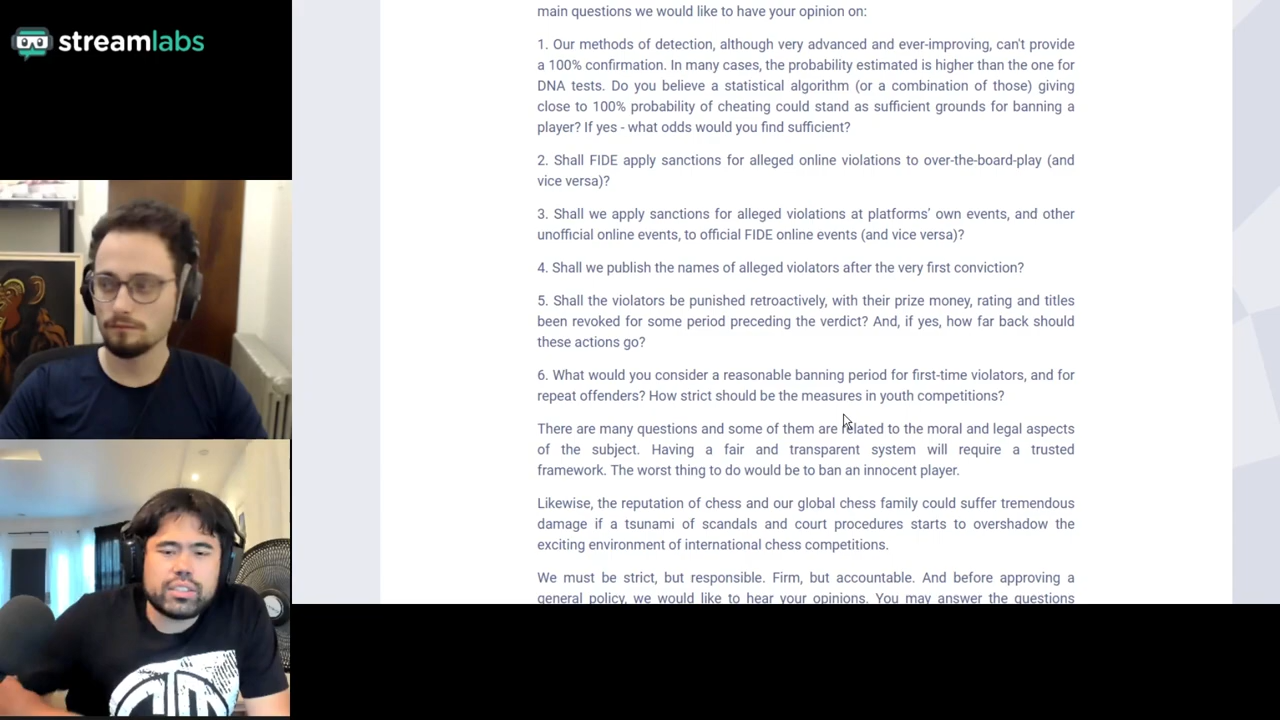 streamlabs
main questions we would like to have your opinion on:
1. Our methods of detection, although very advanced and ever-improving, can't provide
a 100% confirmation. In many cases, the probability estimated is higher than the one for
DNA tests. Do you believe a statistical algorithm (or a combination of those) giving
close to 100% probability of cheating could stand as sufficient grounds for banning a
player? If yes - what odds would you find sufficient?
2. Shall FIDE apply sanctions for alleged online violations to over-the-board-play (and
vice versa)?
3. Shall we apply sanctions for alleged violations at platforms' own events, and other
unofficial online events, to official FIDE online events (and vice versa)?
4. Shall we publish the names of alleged violators after the very first conviction?
5. Shall the violators be punished retroactively, with their prize money, rating and titles
been revoked for some period preceding the verdict? And, if yes, how far back should
these actions go?
6. What would you consider a reasonable banning period for first-time violators, and for
repeat offenders? How strict should be the measures in youth competitions?
There are many questions and some of them are related to the moral and legal aspects
of the subject. Having a fair and transparent system will require a trusted
framework. The worst thing to do would be to ban an innocent player.
Likewise, the reputation of chess and our global chess family could suffer tremendous
damage if a tsunami of scandals and court procedures starts to overshadow the
exciting environment of international chess competitions.
We must be strict, but responsible. Firm, but accountable. And before approving a
general policy, we would like to hear your opinions. You may answer the questions